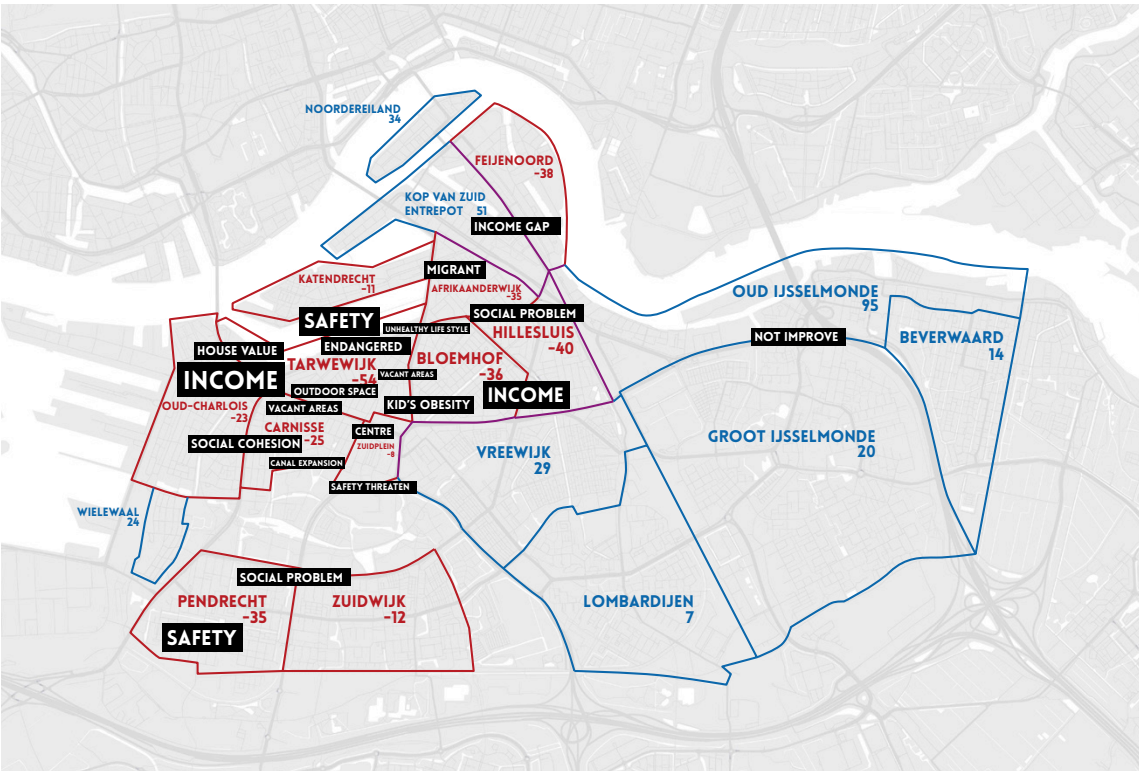 NOORDEREILAND
34
FEIJENOORD
-38
KOP VAN ZUID
ENTREPOT 51
INCOME GAP
MIGRANT
KATENDRECHT
-11
AFRIKAANDERWIJK
-35
SOCIAL PROBLEM
SAFETY
UNHEALTHY LIFE STYLE
HILLESLUIS
-40
ENDANGERED
HOUSE VALUE
TARWEWIJK
-54
BLOEMHOF
-36
VACANT AREAS
INCOME
OUTDOOR SPACE
INCOME
KID'S OBESITY
OUD-CHARLOIS
-23
VACANT AREAS
CARNISSE
-25
SOCIAL COHESION
CENTRE
ZUIDPLEIN
-8
CANAL EXPANSION
SAFETY THREATEN
OUD IJSSELMONDE
95
NOT IMPROVE
BEVERWAARD
14
GROOT IJSSELMONDE
20
VREEWIJK
29
WIELEWAAL
24
SOCIAL PROBLEM
PENDRECHT
-35
SAFETY
ZUIDWIJK
-12
LOMBARDIJEN
7